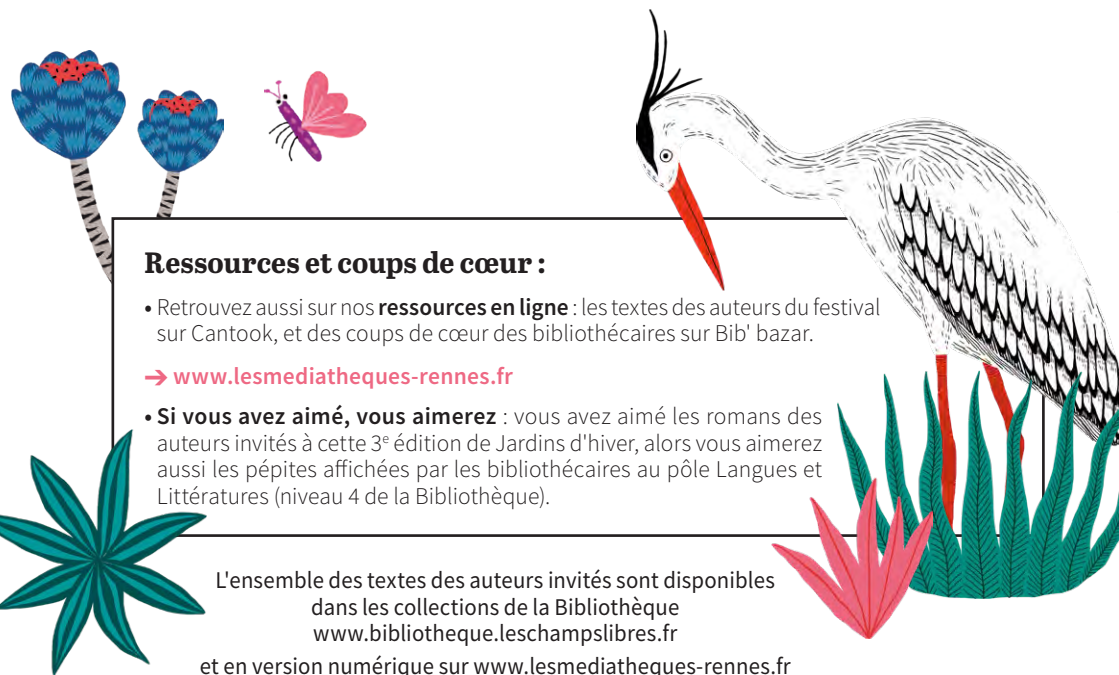 Ressources et coups de cœur :
• Retrouvez aussi sur nos ressources en ligne : les textes des auteurs du festival
sur Cantook, et des coups de cœur des bibliothécaires sur Bib' bazar.
➔ www.lesmediatheques-rennes.fr
• Si vous avez aimé, vous aimerez : vous avez aimé les romans des
auteurs invités à cette 3e édition de Jardins d'hiver, alors vous aimerez
aussi les pépites affichées par les bibliothécaires au pôle Langues et
Littératures (niveau 4 de la Bibliothèque).
L'ensemble des textes des auteurs invités sont disponibles
dans les collections de la Bibliothèque
www.bibliotheque.leschampslibres.fr
et en version numérique sur www.lesmediatheques-rennes.fr